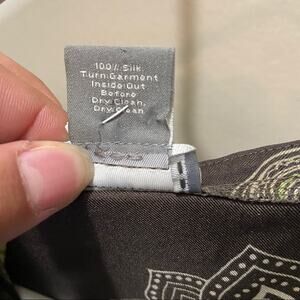 100% Silk
Turn Garment
Inside Out
Before
Dry Clean,
Dry Clean